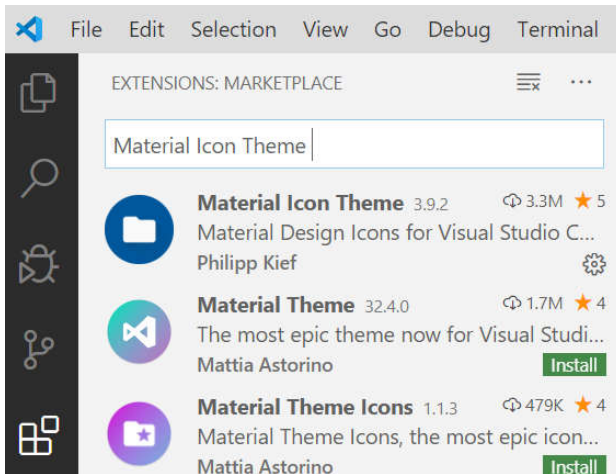 File Edit Selection View Go Debug Terminal
EXTENSIONS: MARKETPLACE
Material Icon Theme
Material Icon Theme 3.9.2 3.3M ★ 5
Material Design Icons for Visual Studio C...
Philipp Kief
Material Theme 32.4.0 1.7M ★ 4
The most epic theme now for Visual Studi...
Mattia Astorino Install
Material Theme Icons 1.1.3 479K ★ 4
Material Theme Icons, the most epic icon...
Mattia Astorino Install